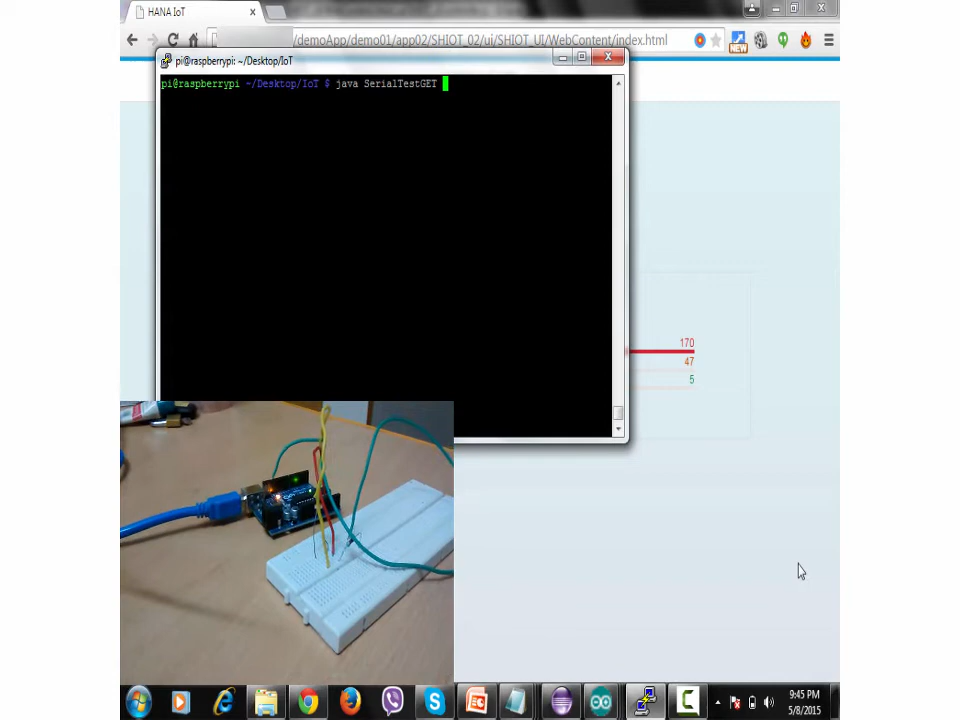 HANA IoT
/demoApp/demo01/app02/SHIOT_02/ui/SHIOT_UI/WebContent/index.html
NEW
pi@raspberrypi: ~/Desktop/IoT
pi@raspberrypi ~/Desktop/IoT $ java SerialTestGET
170
47
5
9:45 PM
5/8/2015